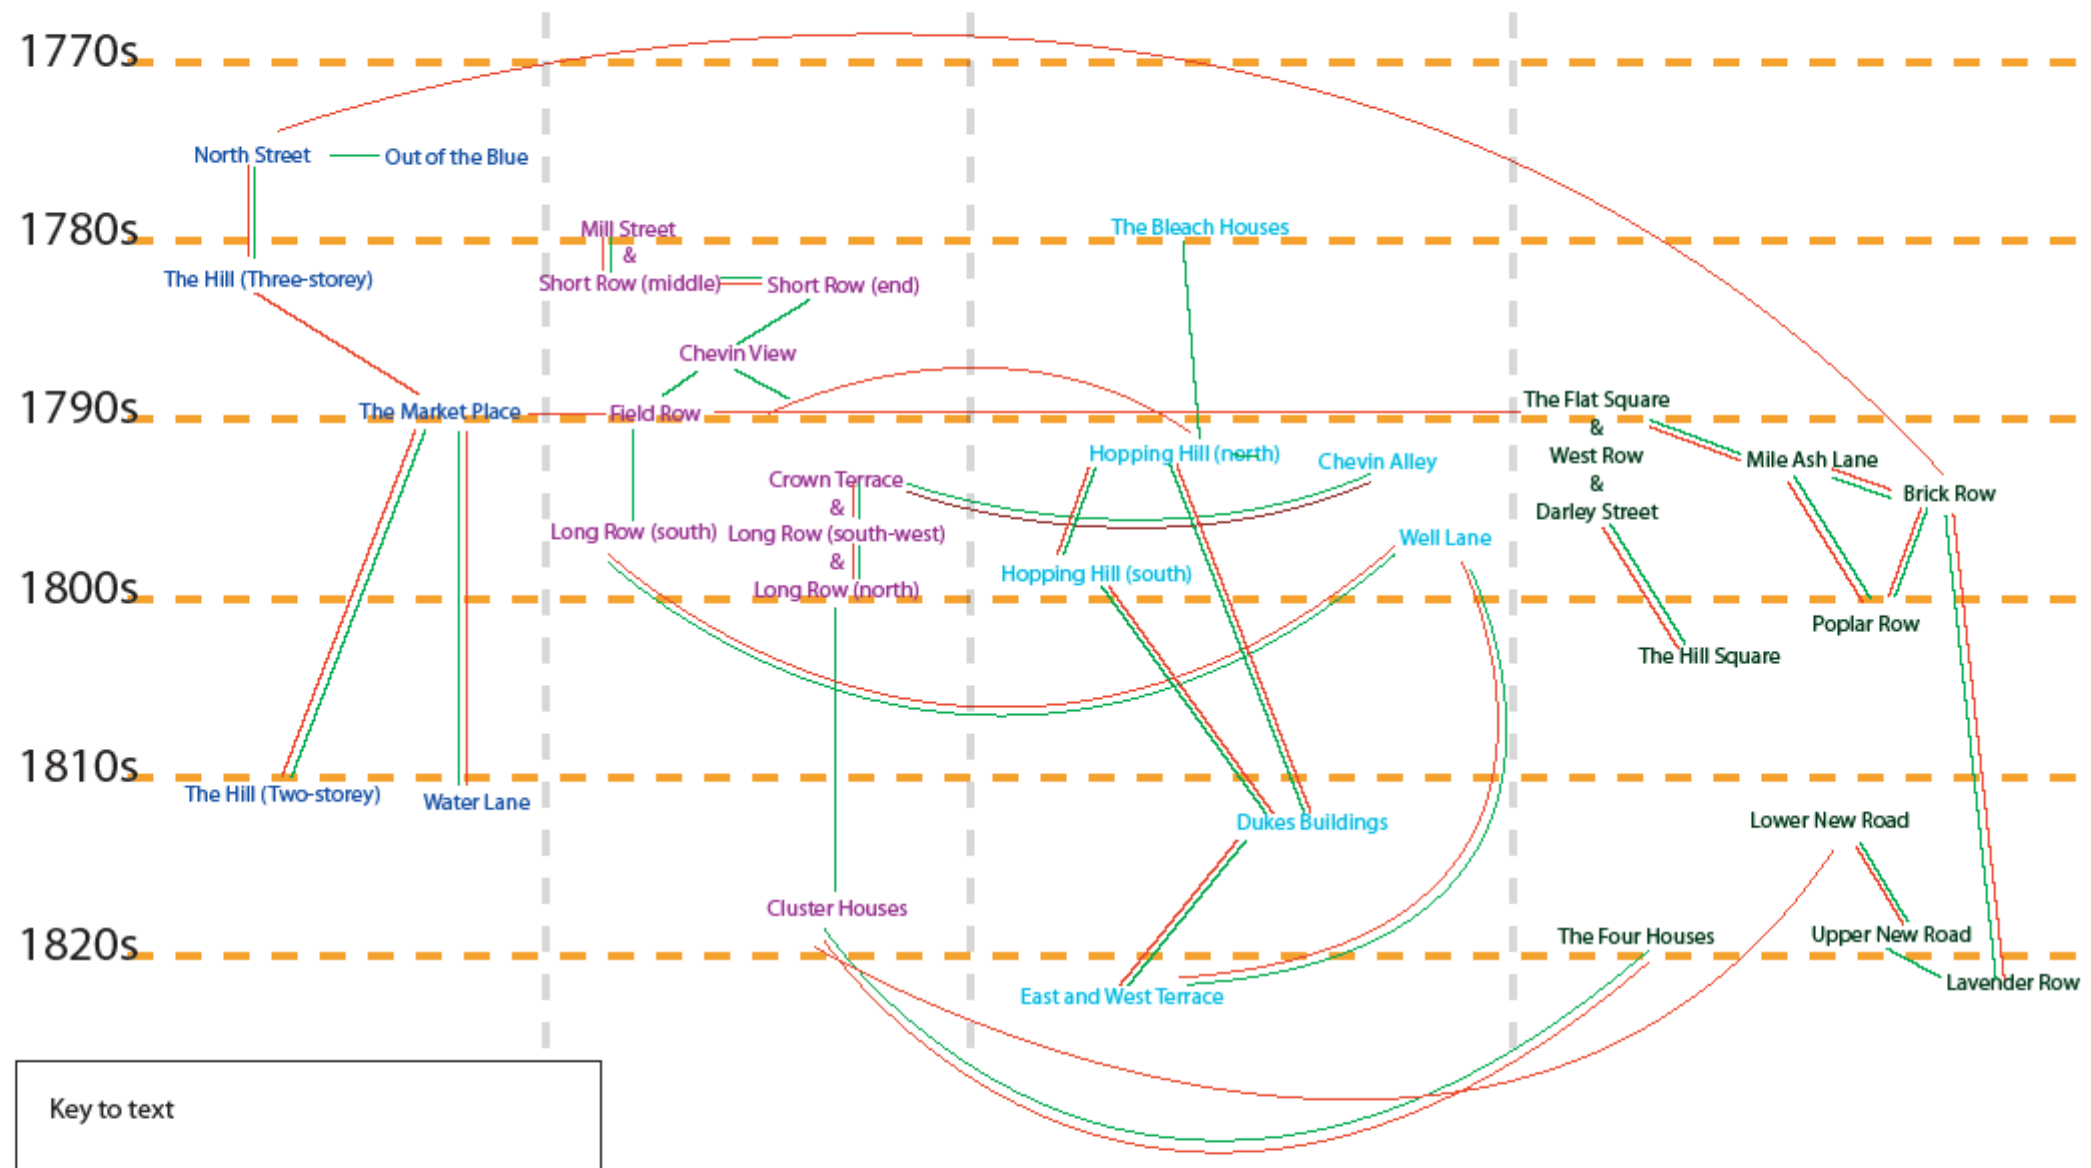 1770s
North Street
Out of the Blue
1780s
The Hill (Three-storey)
Mill Street
&
Short Row (middle)
Short Row (end)
The Bleach Houses
Chevin View
1790s
The Market Place
Field Row
The Flat Square
&
West Row
&
Darley Street
Hopping Hill (north)
Chevin Alley
Mile Ash Lane
Brick Row
Crown Terrace
&
Long Row (south-west)
&
Long Row (north)
Long Row (south)
Well Lane
Hopping Hill (south)
1800s
Poplar Row
The Hill Square
1810s
The Hill (Two-storey)
Water Lane
Dukes Buildings
Lower New Road
Cluster Houses
1820s
The Four Houses
Upper New Road
Lavender Row
East and West Terrace
Key to text